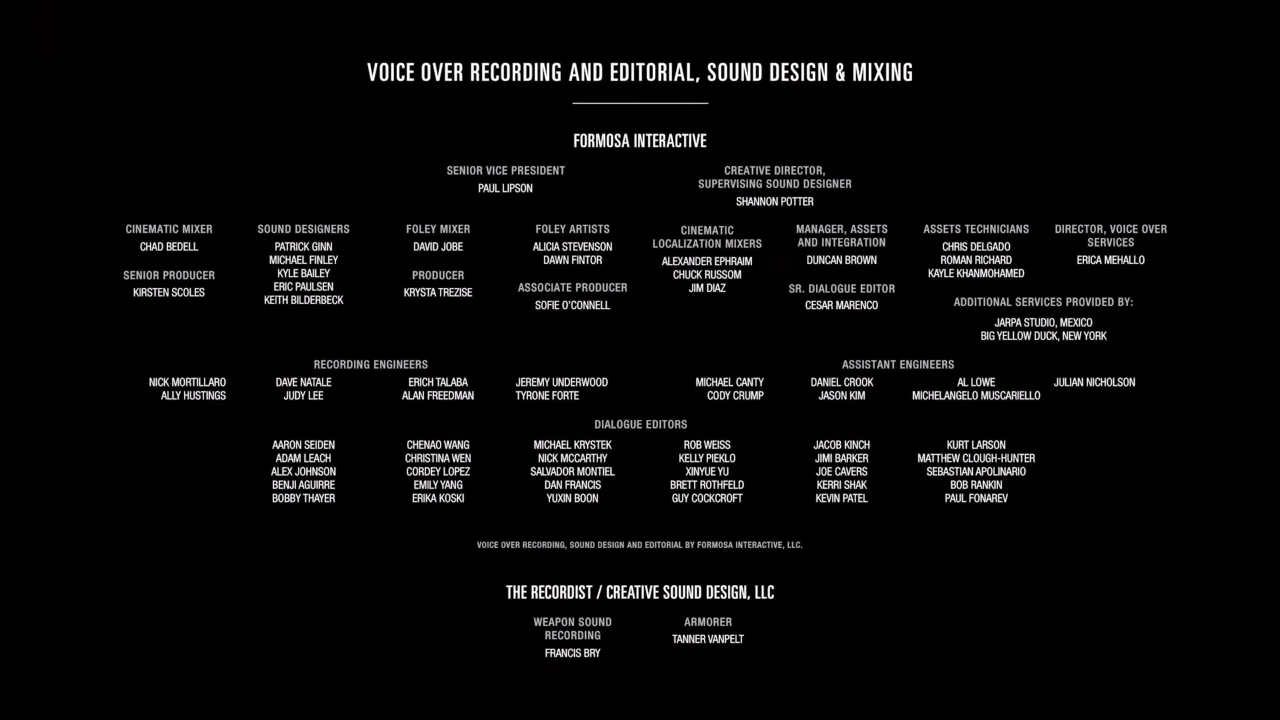 VOICE OVER RECORDING AND EDITORIAL, SOUND DESIGN & MIXING
FORMOSA INTERACTIVE
SENIOR VICE PRESIDENT
PAUL LIPSON
CREATIVE DIRECTOR,
SUPERVISING SOUND DESIGNER
SHANNON POTTER
CINEMATIC MIXER
CHAD BEDELL
SENIOR PRODUCER
KIRSTEN SCOLES
SOUND DESIGNERS
PATRICK GINN
MICHAEL FINLEY
KYLE BAILEY
ERIC PAULSEN
KEITH BILDERBECK
FOLEY MIXER
DAVID JOBE
PRODUCER
KRYSTA TREZISE
FOLEY ARTISTS
ALICIA STEVENSON
DAWN FINTOR
ASSOCIATE PRODUCER
SOFIE O'CONNELL
CINEMATIC
LOCALIZATION MIXERS
ALEXANDER EPHRAIM
CHUCK RUSSOM
JIM DIAZ
MANAGER, ASSETS
AND INTEGRATION
DUNCAN BROWN
SR. DIALOGUE EDITOR
CESAR MARENCO
ASSETS TECHNICIANS
CHRIS DELGADO
ROMAN RICHARD
KAYLE KHANMOHAMED
DIRECTOR, VOICE OVER
SERVICES
ERICA MEHALLO
ADDITIONAL SERVICES PROVIDED BY:
JARPA STUDIO, MEXICO
BIG YELLOW DUCK, NEW YORK
RECORDING ENGINEERS
NICK MORTILLARO
ALLY HUSTINGS
DAVE NATALE
JUDY LEE
ERICH TALABA
ALAN FREEDMAN
JEREMY UNDERWOOD
TYRONE FORTE
ASSISTANT ENGINEERS
MICHAEL CANTY
CODY CRUMP
DANIEL CROOK
JASON KIM
AL LOWE
MICHELANGELO MUSCARIELLO
JULIAN NICHOLSON
DIALOGUE EDITORS
AARON SEIDEN
ADAM LEACH
ALEX JOHNSON
BENJI AGUIRRE
BOBBY THAYER
CHENAO WANG
CHRISTINA WEN
CORDEY LOPEZ
EMILY YANG
ERIKA KOSKI
MICHAEL KRYSTEK
NICK MCCARTHY
SALVADOR MONTIEL
DAN FRANCIS
YUXIN BOON
ROB WEISS
KELLY PIEKLO
XINYUE YU
BRETT ROTHFELD
GUY COCKCROFT
JACOB KINCH
JIMI BARKER
JOE CAVERS
KERRI SHAK
KEVIN PATEL
KURT LARSON
MATTHEW CLOUGH-HUNTER
SEBASTIAN APOLINARIO
BOB RANKIN
PAUL FONAREV
VOICE OVER RECORDING, SOUND DESIGN AND EDITORIAL BY FORMOSA INTERACTIVE, LLC.
THE RECORDIST / CREATIVE SOUND DESIGN, LLC
WEAPON SOUND
RECORDING
FRANCIS BRY
ARMORER
TANNER VANPELT